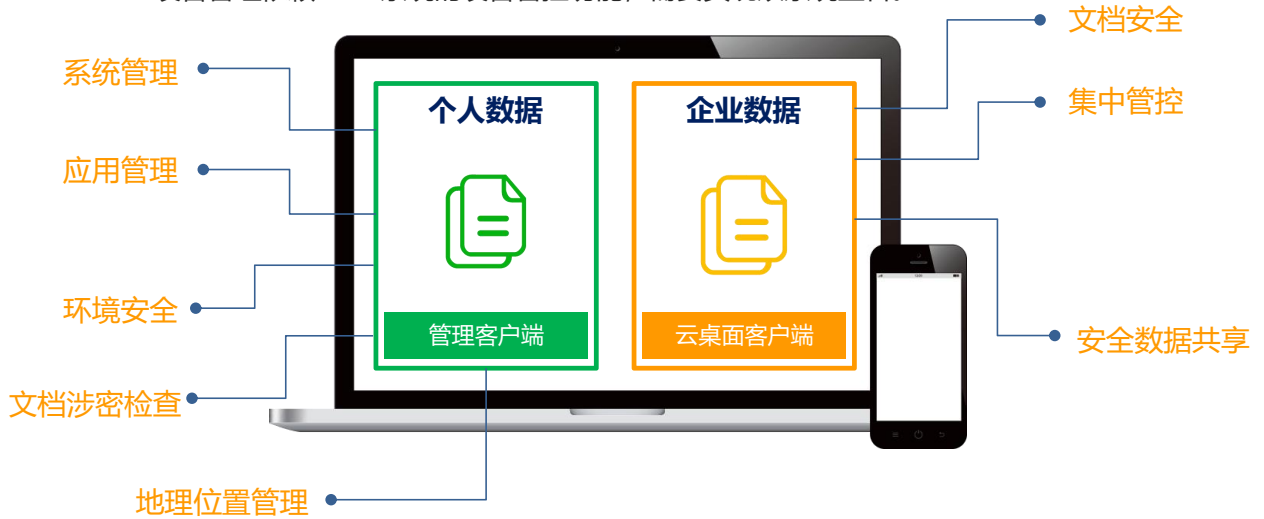 文档安全
系统管理
个人数据
企业数据
集中管控
应用管理
环境安全
管理客户端
云桌面客户端
安全数据共享
文档涉密检查
地理位置管理